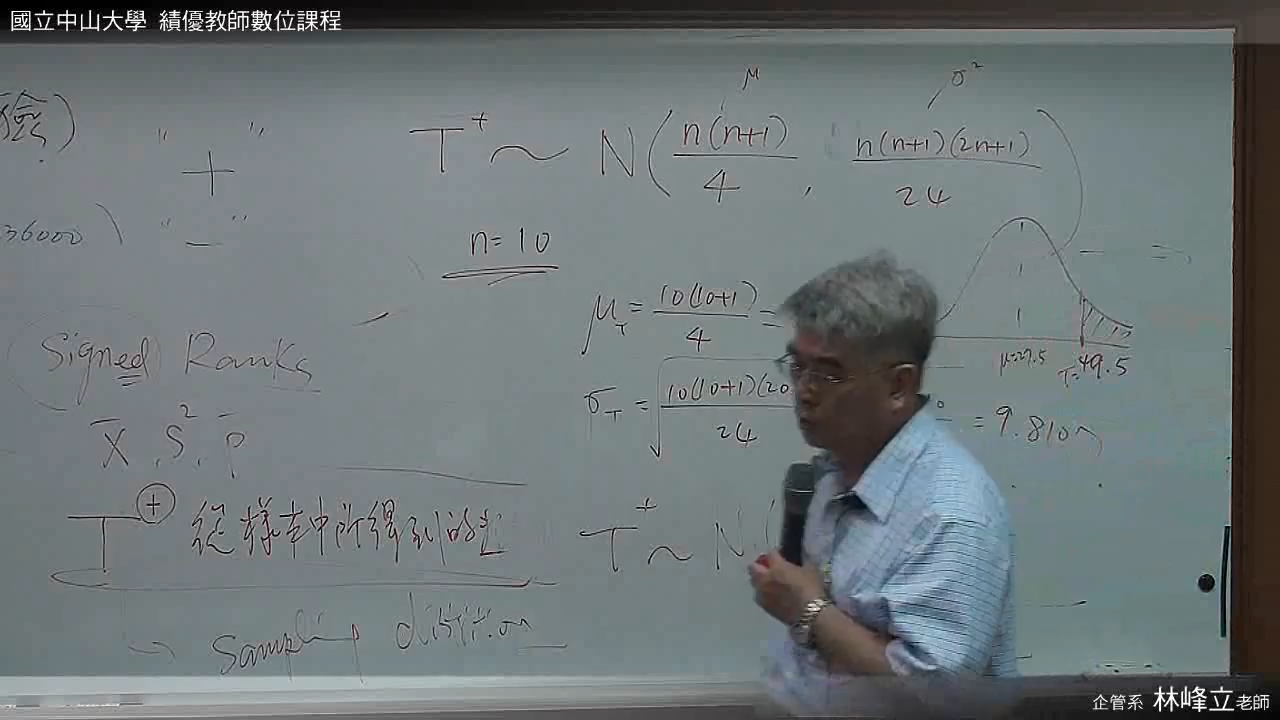 國立中山大學 績優教師數位課程
驗)
" + "
36000) " − "
Signed Ranks
X̄, S², p̄
T⁺ 從樣本中所得到的
→ Sampling
μ σ²
T⁺ ~ N( n(n+1)/4 , n(n+1)(2n+1)/24 )
n=10
μ_T = 10(10+1)/4 =
σ_T = √ 10(10+1)(20 /24
= 9.810
μ=27.5 T=49.5
T⁺ ~ N(
企管系 林峰立老師